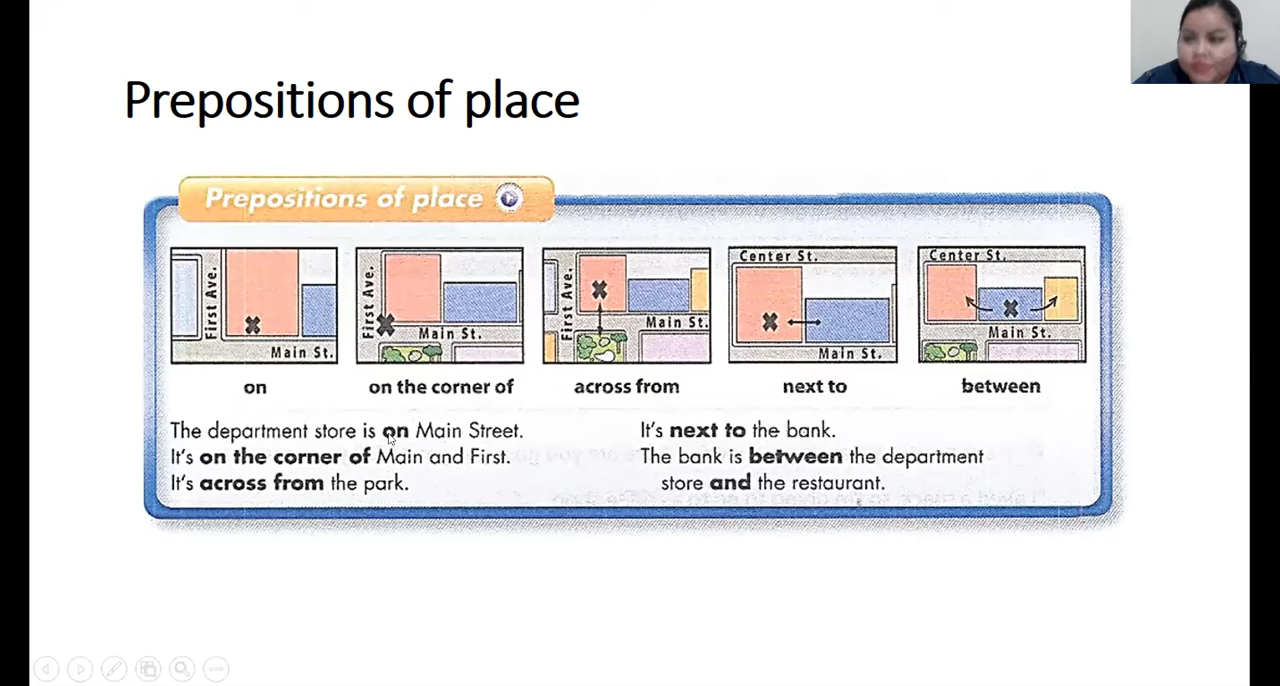 Prepositions of place
Prepositions of place
First Ave.
Main St.
on
First Ave.
Main St.
on the corner of
First Ave.
Main St.
across from
Center St.
Main St.
next to
Center St.
Main St.
between
The department store is on Main Street.
It's on the corner of Main and First.
It's across from the park.
It's next to the bank.
The bank is between the department
store and the restaurant.